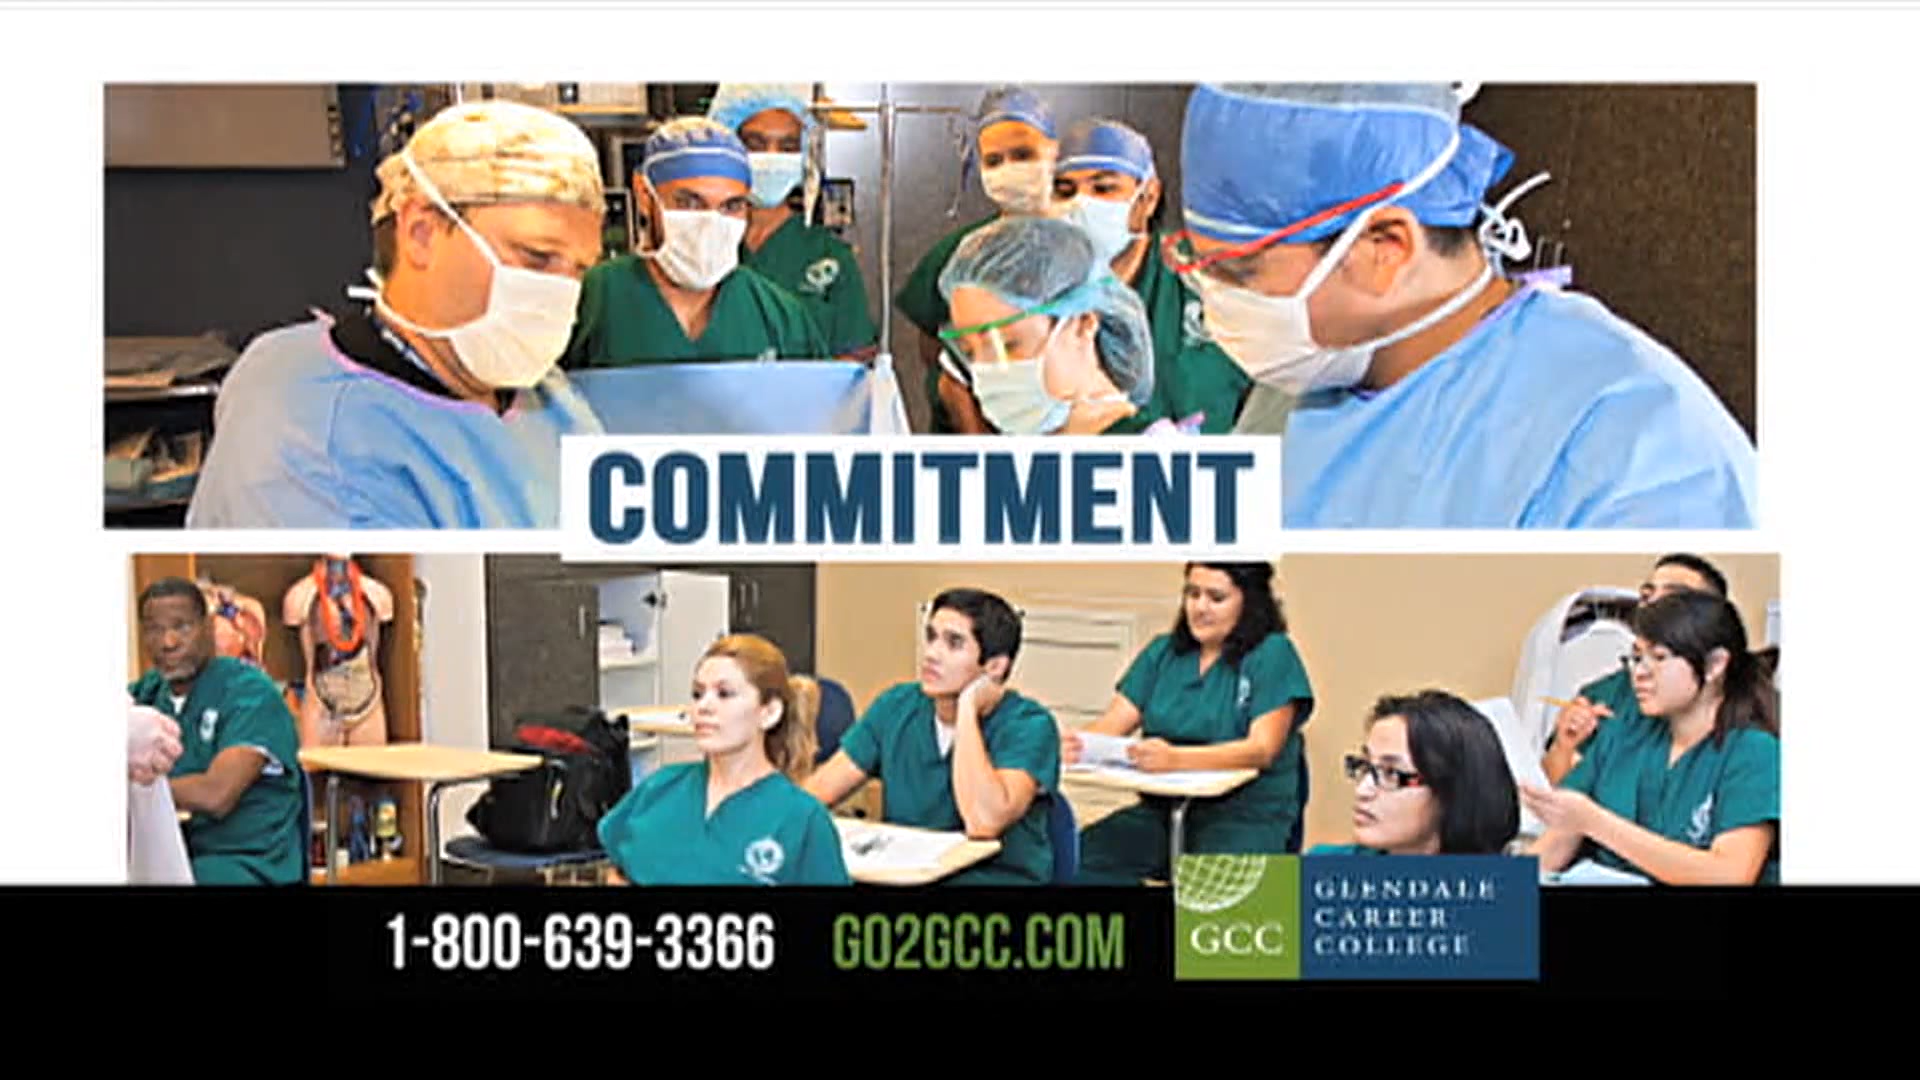 COMMITMENT
1-800-639-3366
GO2GCC.COM
GCC
GLENDALE
CAREER
COLLEGE